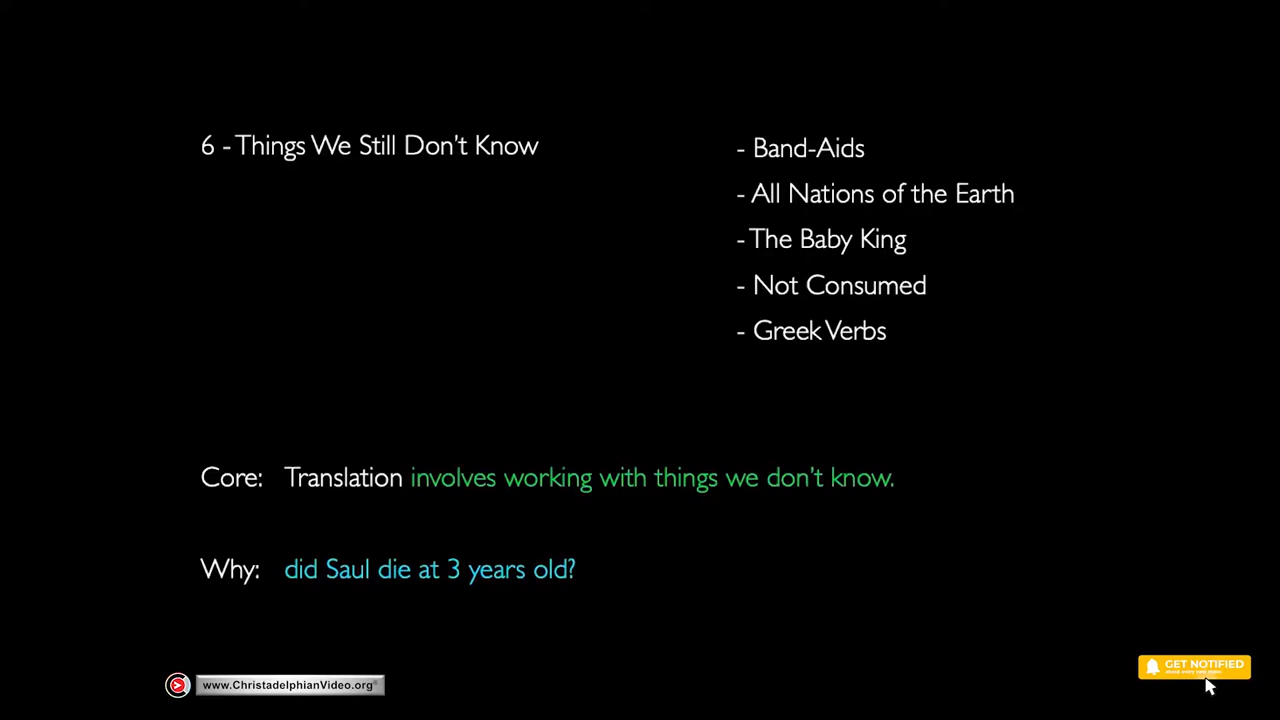 6 - Things We Still Don't Know
- Band-Aids
- All Nations of the Earth
- The Baby King
- Not Consumed
- Greek Verbs
Core: Translation involves working with things we don't know.
Why: did Saul die at 3 years old?
www.ChristadelphianVideo.org
GET NOTIFIED